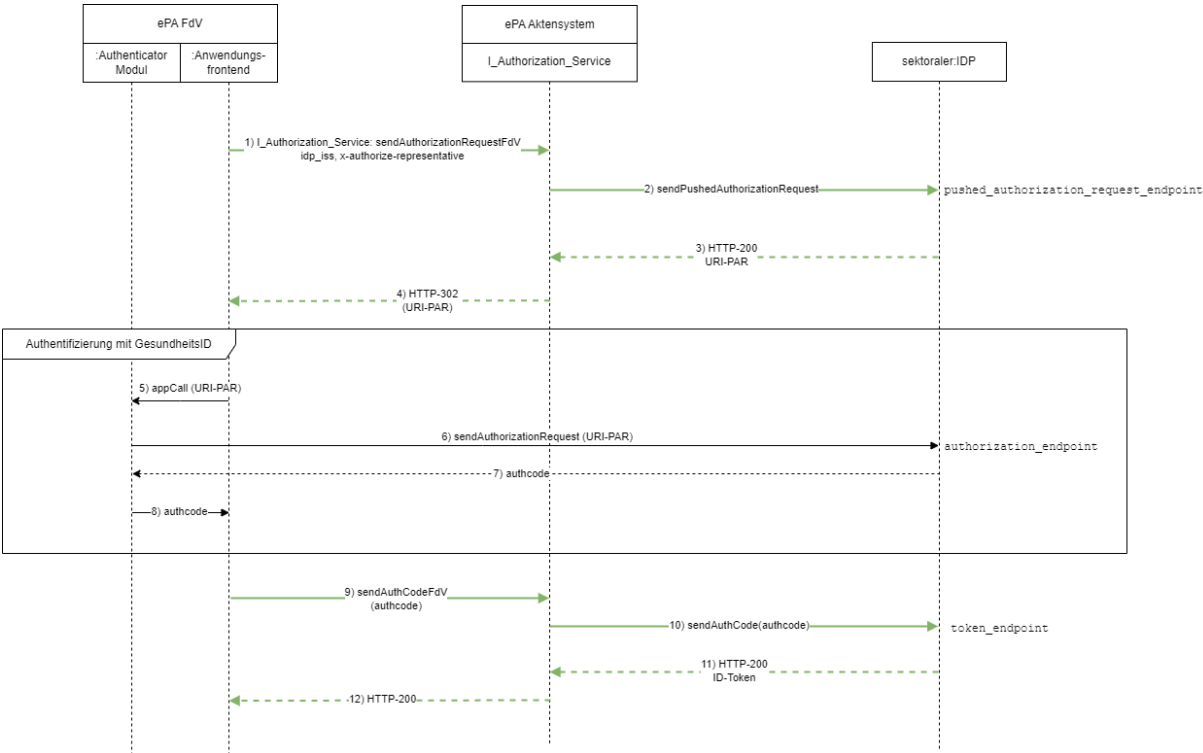 ePA FdV
:Authenticator
Modul
:Anwendungs-
frontend
ePA Aktensystem
I_Authorization_Service
sektoraler:IDP
1) I_Authorization_Service: sendAuthorizationRequestFdV
idp_iss, x-authorize-representative
2) sendPushedAuthorizationRequest
pushed_authorization_request_endpoint
3) HTTP-200
URI-PAR
4) HTTP-302
(URI-PAR)
Authentifizierung mit GesundheitsID
5) appCall (URI-PAR)
6) sendAuthorizationRequest (URI-PAR)
authorization_endpoint
7) authcode
8) authcode
9) sendAuthCodeFdV
(authcode)
10) sendAuthCode(authcode)
token_endpoint
11) HTTP-200
ID-Token
12) HTTP-200